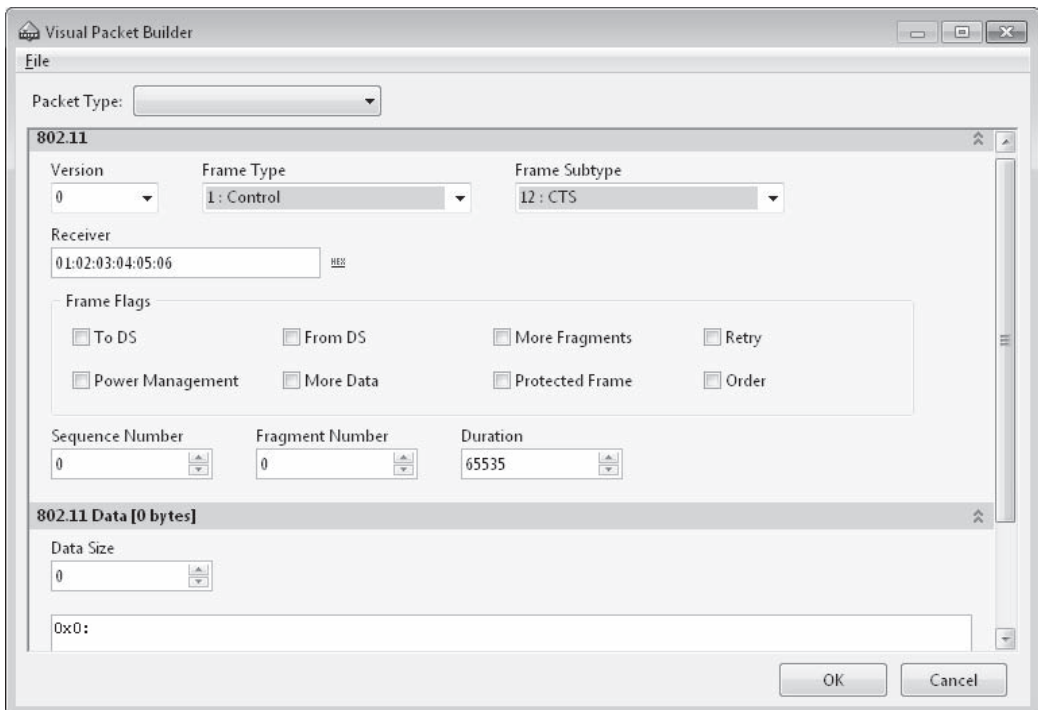 Visual Packet Builder
File
Packet Type:
802.11
Version Frame Type Frame Subtype
0 1 : Control 12 : CTS
Receiver
01:02:03:04:05:06 HEX
Frame Flags
To DS From DS More Fragments Retry
Power Management More Data Protected Frame Order
Sequence Number Fragment Number Duration
0 0 65535
802.11 Data [0 bytes]
Data Size
0
0x0:
OK Cancel